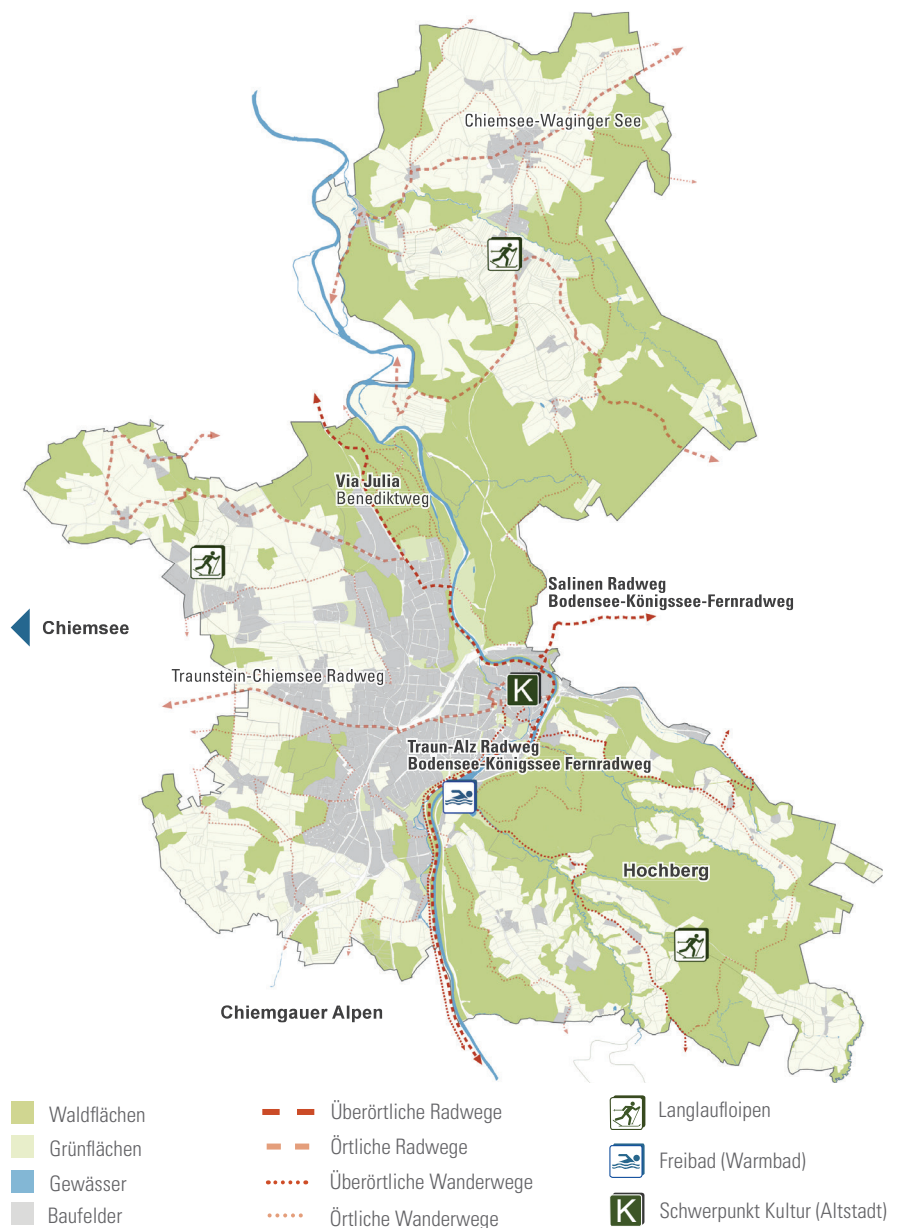 Chiemsee-Waginger See
Via Julia
Benediktweg
Salinen Radweg
Bodensee-Königssee-Fernradweg
Chiemsee
Traunstein-Chiemsee Radweg
K
Traun-Alz Radweg
Bodensee-Königssee Fernradweg
Hochberg
Chiemgauer Alpen
Waldflächen
Grünflächen
Gewässer
Baufelder
Überörtliche Radwege
Örtliche Radwege
Überörtliche Wanderwege
Örtliche Wanderwege
Langlaufloipen
Freibad (Warmbad)
K Schwerpunkt Kultur (Altstadt)